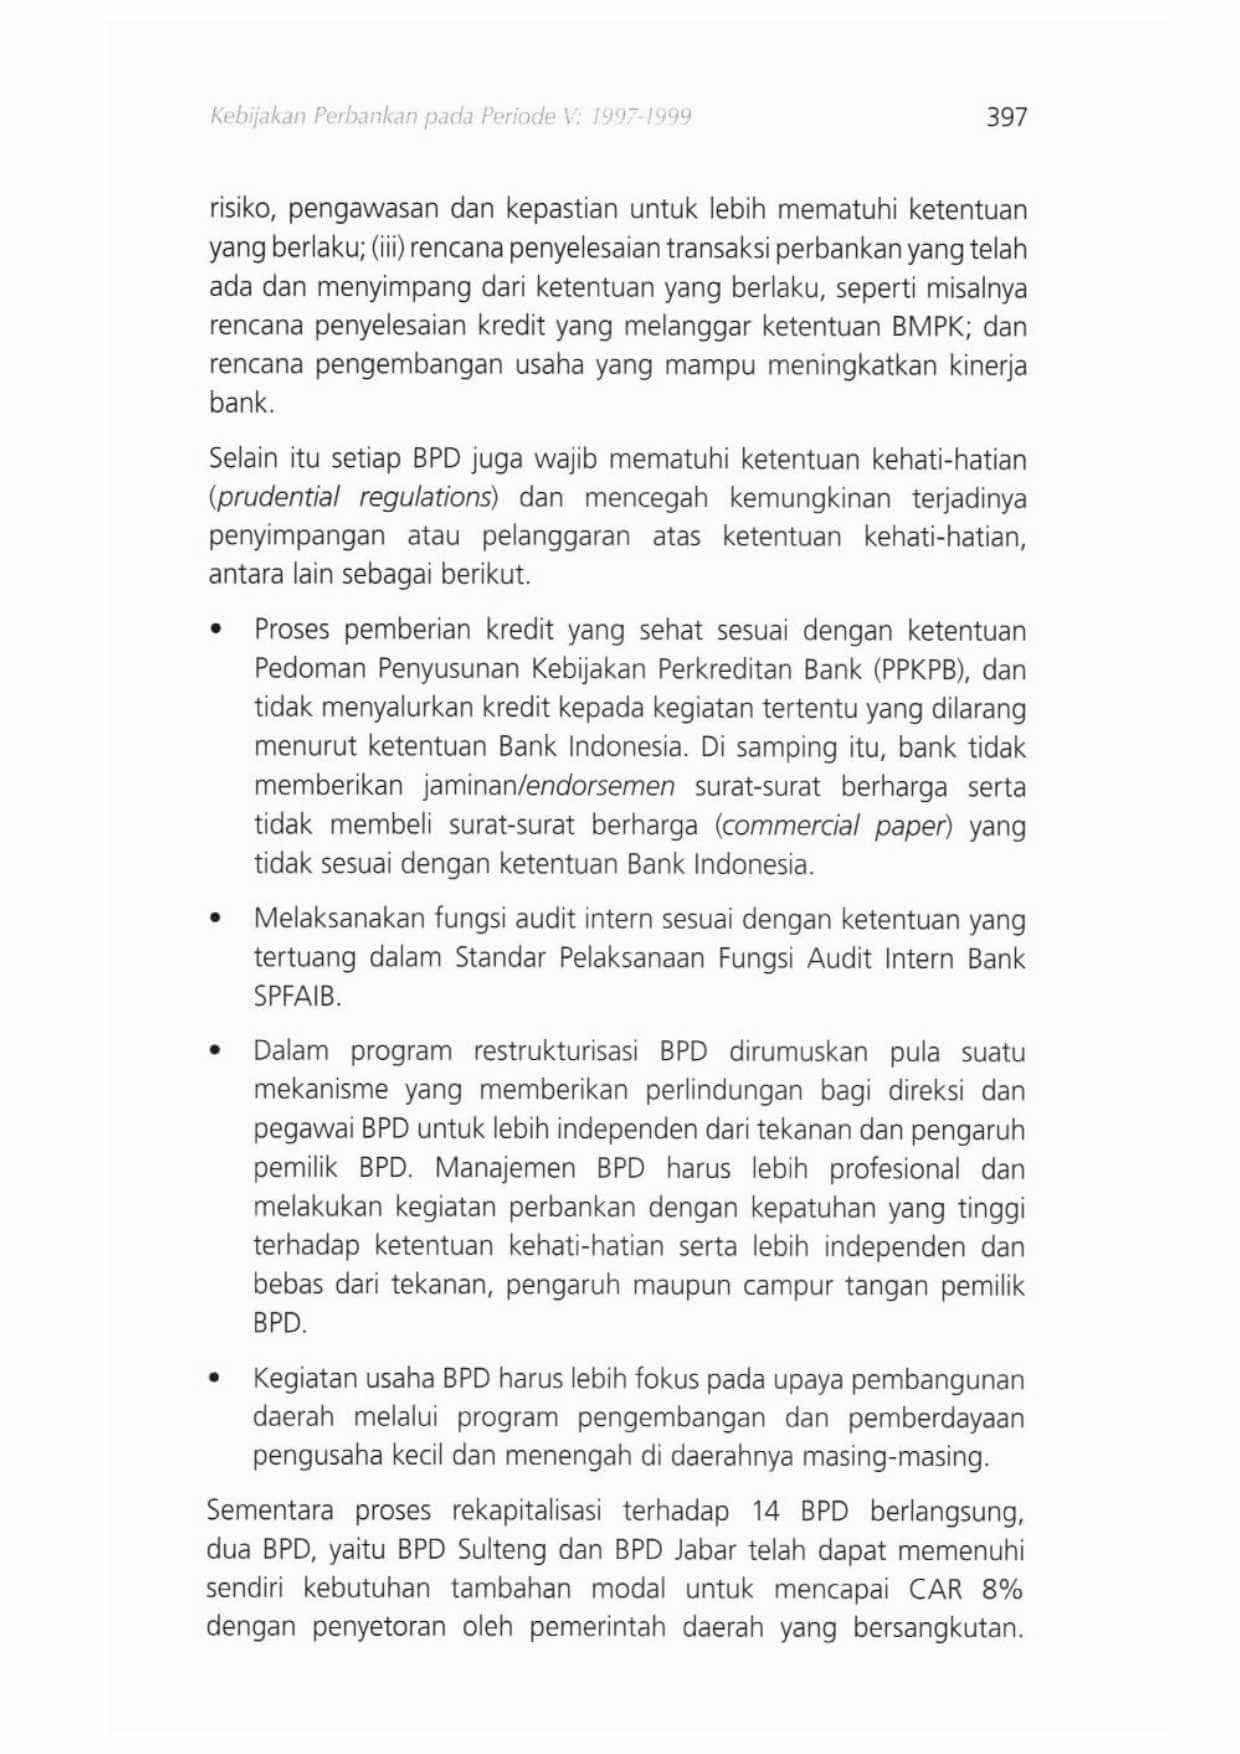 Kebijakan Perbankan pada Periode V: 1997-1999 397
risiko, pengawasan dan kepastian untuk lebih mematuhi ketentuan
yang berlaku; (iii) rencana penyelesaian transaksi perbankan yang telah
ada dan menyimpang dari ketentuan yang berlaku, seperti misalnya
rencana penyelesaian kredit yang melanggar ketentuan BMPK; dan
rencana pengembangan usaha yang mampu meningkatkan kinerja
bank.
Selain itu setiap BPD juga wajib mematuhi ketentuan kehati-hatian
(prudential regulations) dan mencegah kemungkinan terjadinya
penyimpangan atau pelanggaran atas ketentuan kehati-hatian,
antara lain sebagai berikut.
• Proses pemberian kredit yang sehat sesuai dengan ketentuan
Pedoman Penyusunan Kebijakan Perkreditan Bank (PPKPB), dan
tidak menyalurkan kredit kepada kegiatan tertentu yang dilarang
menurut ketentuan Bank Indonesia. Di samping itu, bank tidak
memberikan jaminan/endorsemen surat-surat berharga serta
tidak membeli surat-surat berharga (commercial paper) yang
tidak sesuai dengan ketentuan Bank Indonesia.
• Melaksanakan fungsi audit intern sesuai dengan ketentuan yang
tertuang dalam Standar Pelaksanaan Fungsi Audit Intern Bank
SPFAIB.
• Dalam program restrukturisasi BPD dirumuskan pula suatu
mekanisme yang memberikan perlindungan bagi direksi dan
pegawai BPD untuk lebih independen dari tekanan dan pengaruh
pemilik BPD. Manajemen BPD harus lebih profesional dan
melakukan kegiatan perbankan dengan kepatuhan yang tinggi
terhadap ketentuan kehati-hatian serta lebih independen dan
bebas dari tekanan, pengaruh maupun campur tangan pemilik
BPD.
• Kegiatan usaha BPD harus lebih fokus pada upaya pembangunan
daerah melalui program pengembangan dan pemberdayaan
pengusaha kecil dan menengah di daerahnya masing-masing.
Sementara proses rekapitalisasi terhadap 14 BPD berlangsung,
dua BPD, yaitu BPD Sulteng dan BPD Jabar telah dapat memenuhi
sendiri kebutuhan tambahan modal untuk mencapai CAR 8%
dengan penyetoran oleh pemerintah daerah yang bersangkutan.